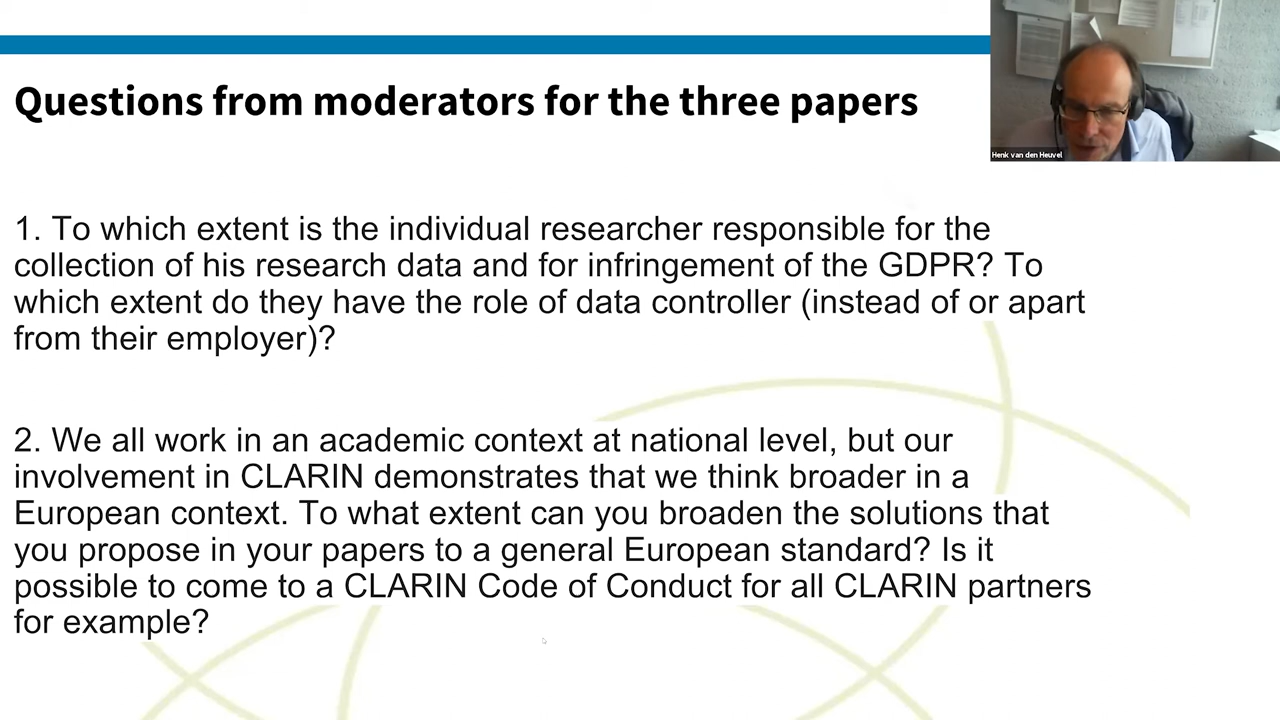 Questions from moderators for the three papers
Henk van den Heuvel
1. To which extent is the individual researcher responsible for the
collection of his research data and for infringement of the GDPR? To
which extent do they have the role of data controller (instead of or apart
from their employer)?
2. We all work in an academic context at national level, but our
involvement in CLARIN demonstrates that we think broader in a
European context. To what extent can you broaden the solutions that
you propose in your papers to a general European standard? Is it
possible to come to a CLARIN Code of Conduct for all CLARIN partners
for example?